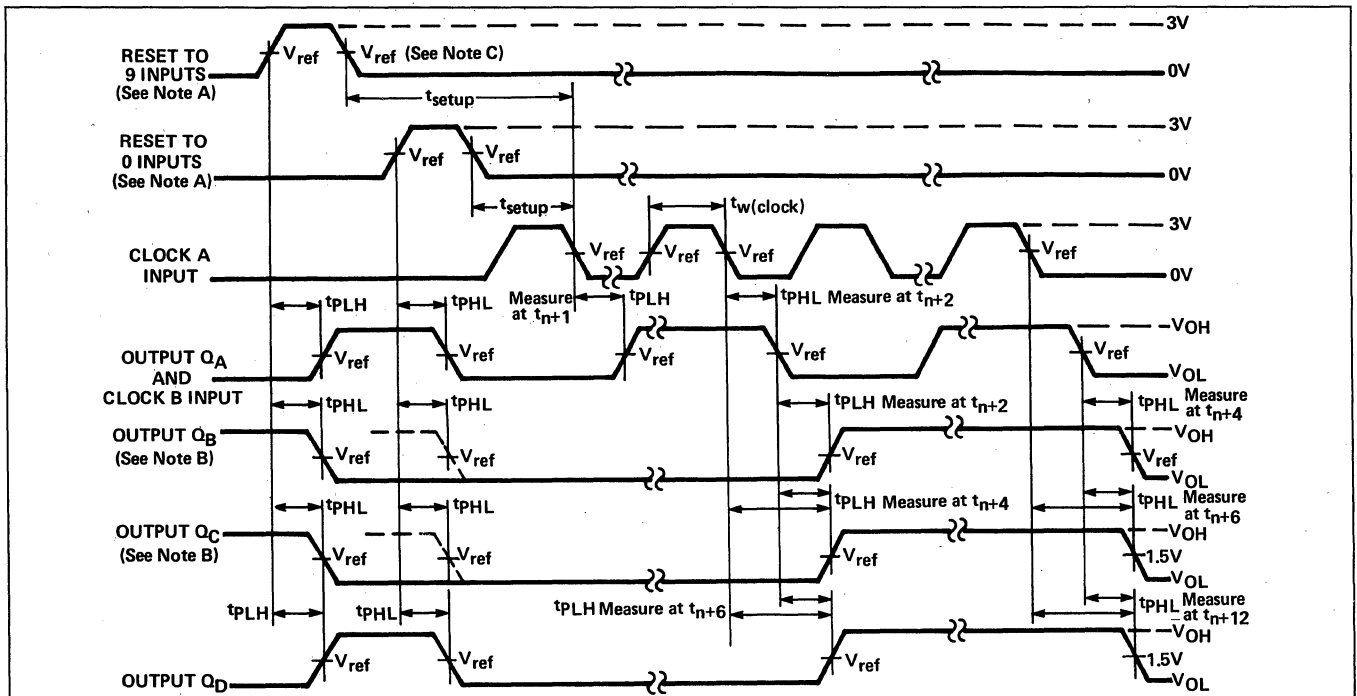 RESET TO
9 INPUTS
(See Note A)
Vref
Vref (See Note C)
3V
0V
tsetup
RESET TO
0 INPUTS
(See Note A)
Vref
Vref
3V
0V
tsetup
tw(clock)
CLOCK A
INPUT
Vref
Vref
Vref
Vref
3V
0V
tPLH
tPHL
Measure
at tn+1
tPLH
tPHL Measure at tn+2
OUTPUT QA
AND
CLOCK B INPUT
Vref
Vref
Vref
Vref
Vref
VOH
VOL
tPHL
tPHL
tPLH Measure at tn+2
tPHL Measure
at tn+4
OUTPUT QB
(See Note B)
Vref
Vref
Vref
Vref
VOH
VOL
tPHL
tPHL
tPLH Measure at tn+4
tPHL Measure
at tn+6
OUTPUT QC
(See Note B)
Vref
Vref
Vref
1.5V
VOH
VOL
tPLH
tPHL
tPLH Measure at tn+6
tPHL Measure
at tn+12
OUTPUT QD
Vref
Vref
Vref
1.5V
VOH
VOL